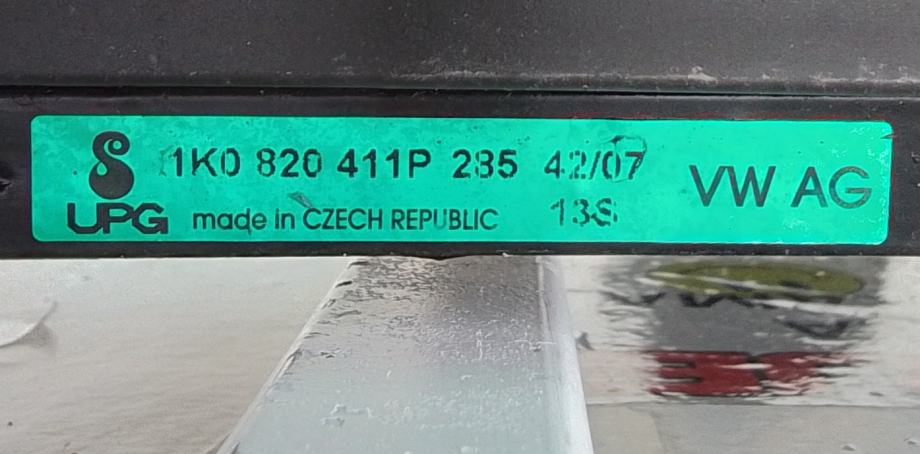 1K0 820 411P 285 42/07
VW AG
UPG made in CZECH REPUBLIC 13S